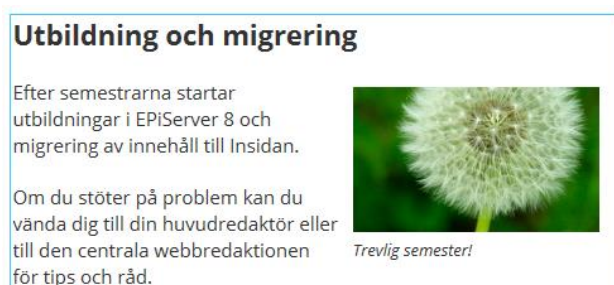 Utbildning och migrering
Efter semestrarna startar
utbildningar i EPiServer 8 och
migrering av innehåll till Insidan.
Om du stöter på problem kan du
vända dig till din huvudredaktör eller
till den centrala webbredaktionen
för tips och råd.
Trevlig semester!